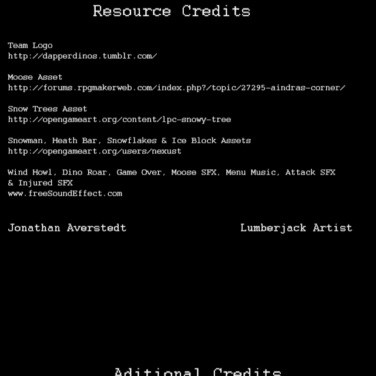 Resource Credits
Team Logo
http://dapperdinos.tumblr.com/
Moose Asset
http://forums.rpgmakerweb.com/index.php?/topic/27295-aindras-corner/
Snow Trees Asset
http://opengameart.org/content/lpc-snowy-tree
Snowman, Heath Bar, Snowflakes & Ice Block Assets
http://opengameart.org/users/nexust
Wind Howl, Dino Roar, Game Over, Moose SFX, Menu Music, Attack SFX
& Injured SFX
www.freeSoundEffect.com
Jonathan Averstedt Lumberjack Artist
Aditional Credits